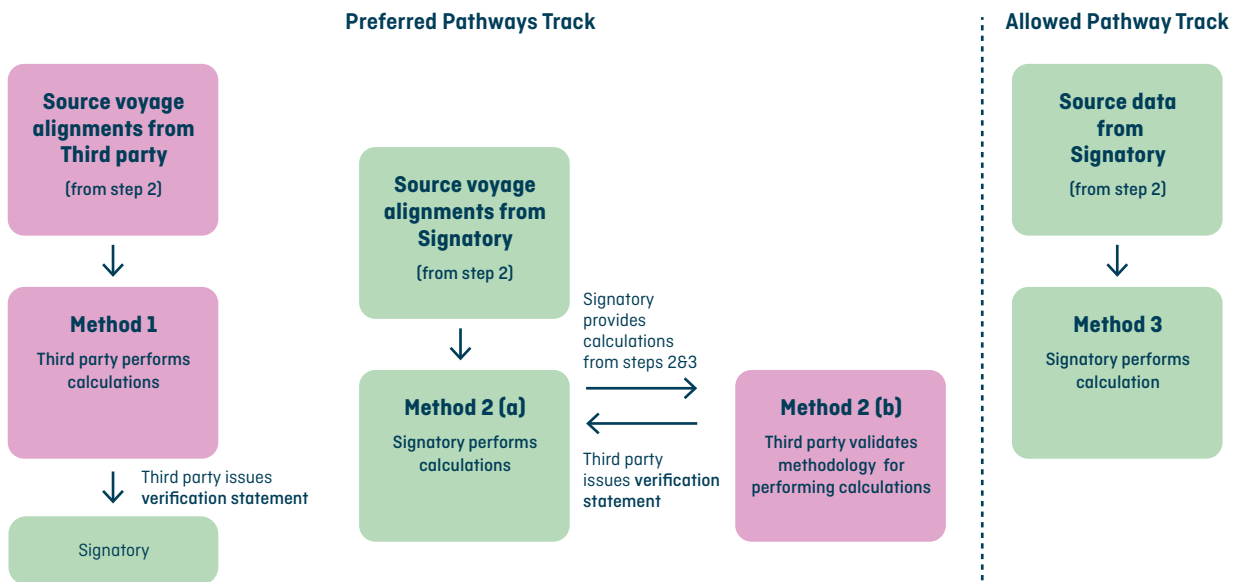 Preferred Pathways Track
Allowed Pathway Track
Source voyage
alignments from
Third party
(from step 2)
Method 1
Third party performs
calculations
Third party issues
verification statement
Signatory
Source voyage
alignments from
Signatory
(from step 2)
Method 2 (a)
Signatory performs
calculations
Signatory
provides
calculations
from steps 2&3
Third party
issues verification
statement
Method 2 (b)
Third party validates
methodology for
performing calculations
Source data
from
Signatory
(from step 2)
Method 3
Signatory performs
calculation